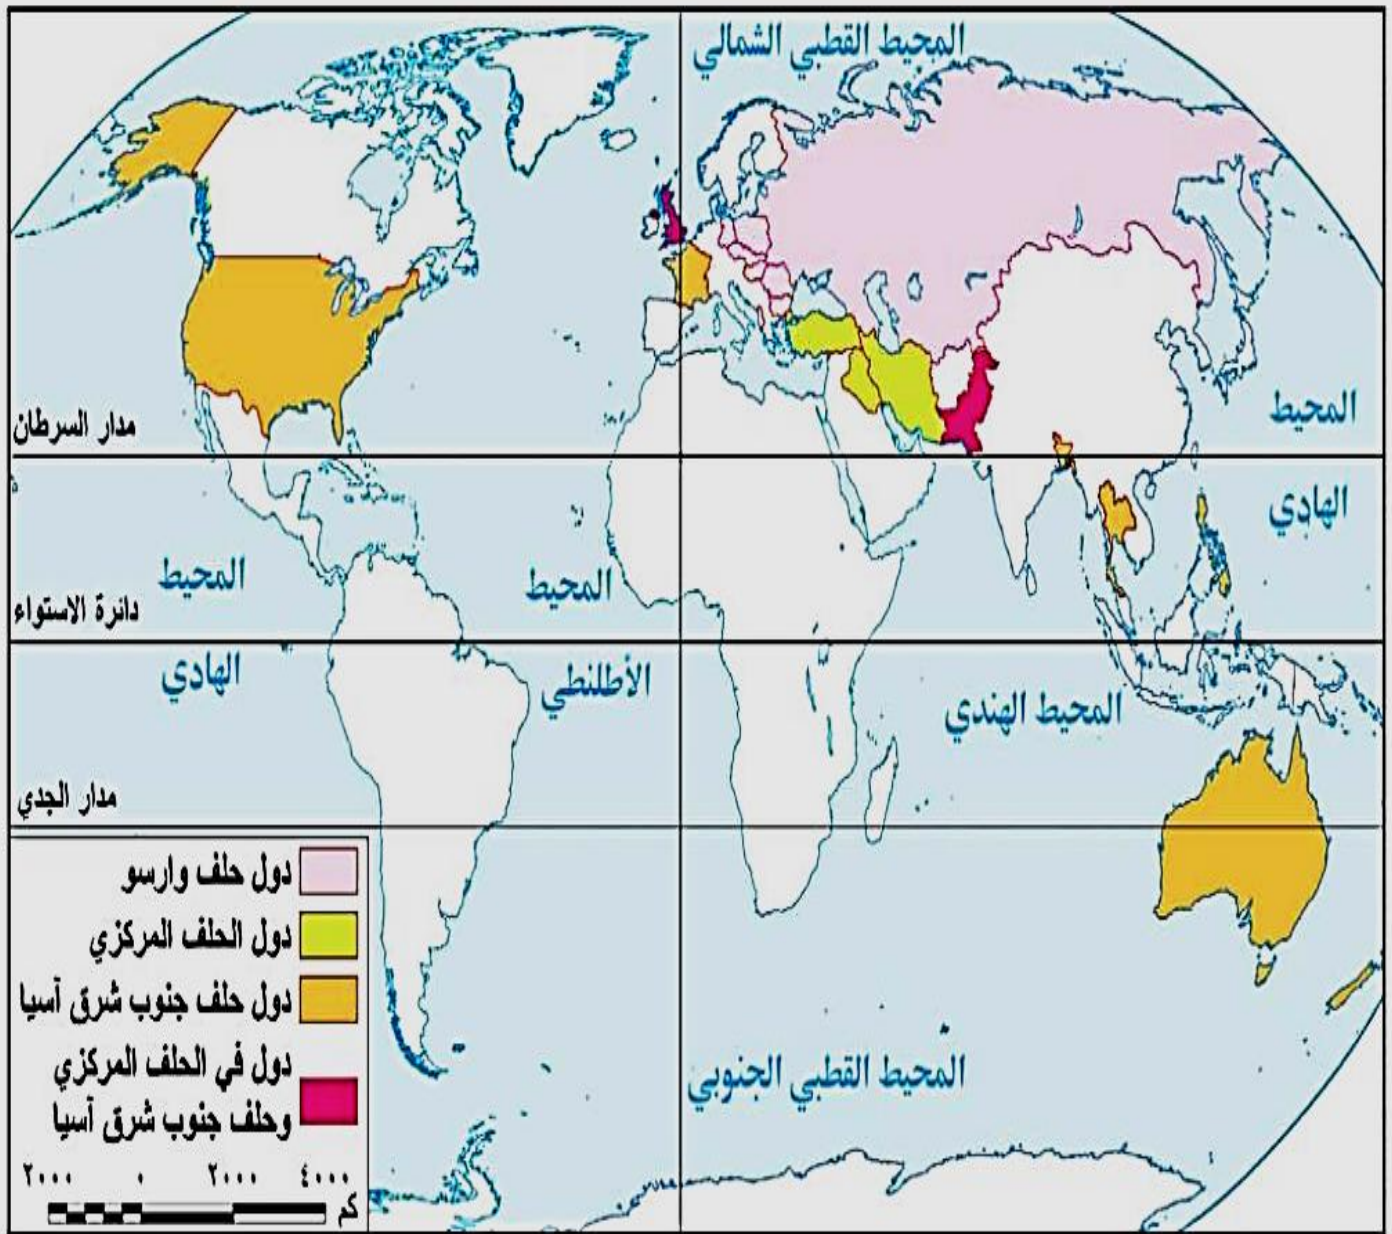 المحيط القطبي الشمالي
المحيط
الهادي
مدار السرطان
المحيط
الهادي
دائرة الاستواء
المحيط
الأطلنطي
المحيط الهندي
مدار الجدي
المحيط القطبي الجنوبي
دول حلف وارسو
دول الحلف المركزي
دول حلف جنوب شرق آسيا
دول في الحلف المركزي
وحلف جنوب شرق آسيا
٢٠٠٠ ٠ ٢٠٠٠ ٤٠٠٠
كم